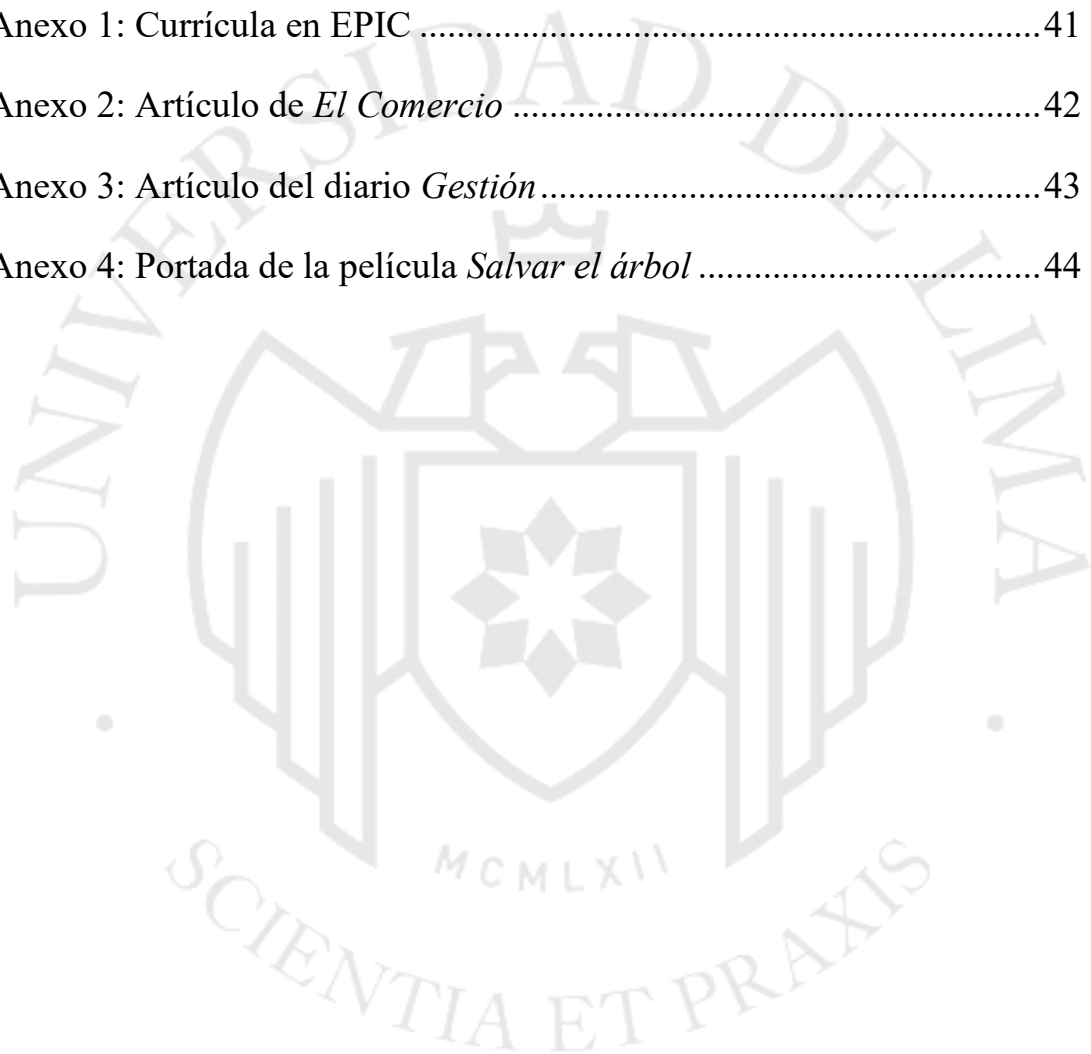 Anexo 1: Currícula en EPIC ....................................................................41
Anexo 2: Artículo de El Comercio ..........................................................42
Anexo 3: Artículo del diario Gestión.......................................................43
Anexo 4: Portada de la película Salvar el árbol ......................................44
UNIVERSIDAD DE LIMA
MCMLXII
SCIENTIA ET PRAXIS